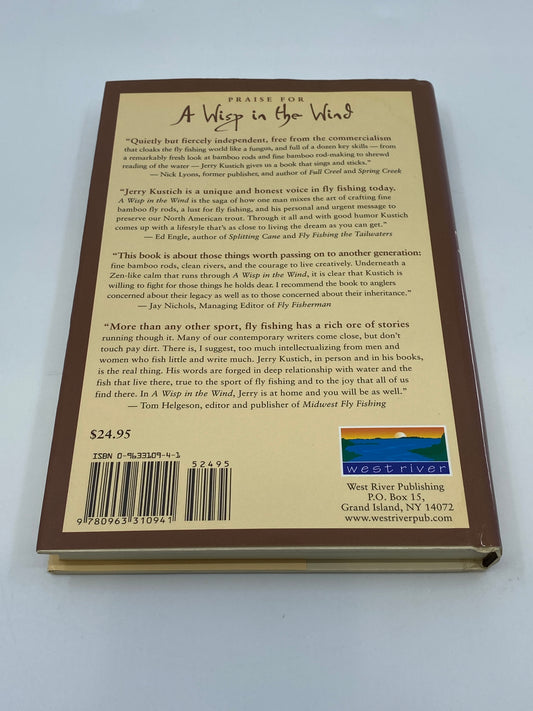 PRAISE FOR
A Wisp in the Wind
“Quietly but fiercely independent, free from the commercialism
that cloaks the fly fishing world like a fungus, and full of a dozen key skills — from
a remarkably fresh look at bamboo rods and fine bamboo rod-making to shrewd
reading of the water — Jerry Kustich gives us a book that sings and sticks.”
— Nick Lyons, former publisher, and author of Full Creel and Spring Creek
“Jerry Kustich is a unique and honest voice in fly fishing today.
A Wisp in the Wind is the saga of how one man mixes the art of crafting fine
bamboo fly rods, a lust for fly fishing, and his personal and urgent message to
preserve our North American trout. Through it all and with good humor Kustich
comes up with a lifestyle that's as close to living the dream as you can get.”
— Ed Engle, author of Splitting Cane and Fly Fishing the Tailwaters
“This book is about those things worth passing on to another generation:
fine bamboo rods, clean rivers, and the courage to live creatively. Underneath a
Zen-like calm that runs through A Wisp in the Wind, it is clear that Kustich is
willing to fight for those things he holds dear. I recommend the book to anglers
concerned about their legacy as well as to those concerned about their inheritance.”
— Jay Nichols, Managing Editor of Fly Fisherman
“More than any other sport, fly fishing has a rich ore of stories
running though it. Many of our contemporary writers come close, but don't
touch pay dirt. There is, I suggest, too much intellectualizing from men and
women who fish little and write much. Jerry Kustich, in person and in his books,
is the real thing. His words are forged in deep relationship with water and the
fish that live there, true to the sport of fly fishing and to the joy that all of us
find there. In A Wisp in the Wind, Jerry is at home and you will be as well.”
— Tom Helgeson, editor and publisher of Midwest Fly Fishing
$24.95
ISBN 0-9633109-4-1
52495
9 780963 310941
west river
West River Publishing
P.O. Box 15,
Grand Island, NY 14072
www.westriverpub.com